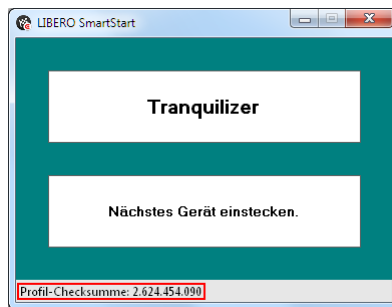 LIBERO SmartStart
Tranquilizer
Nächstes Gerät einstecken.
Profil-Checksumme: 2.624.454.090